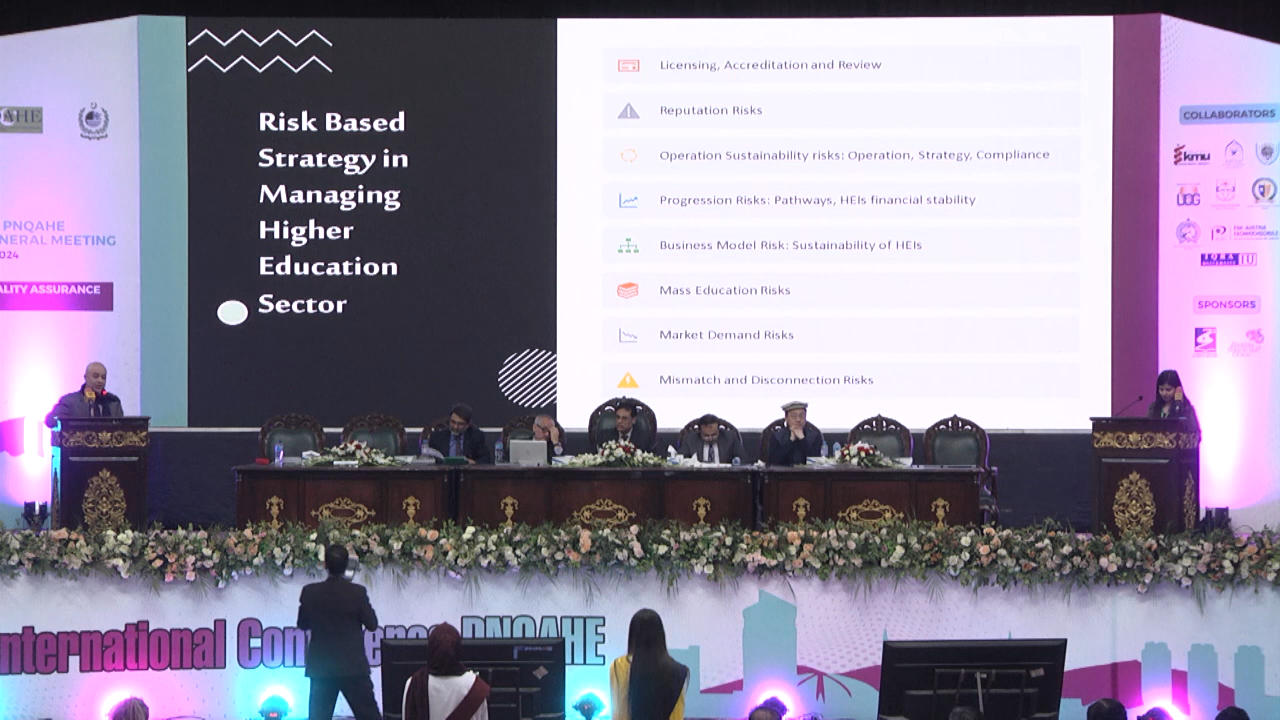 AHE
PNQAHE
NERAL MEETING
024
ALITY ASSURANCE
Risk Based
Strategy in
Managing
Higher
Education
Sector
Licensing, Accreditation and Review
Reputation Risks
Operation Sustainability risks: Operation, Strategy, Compliance
Progression Risks: Pathways, HEIs financial stability
Business Model Risk: Sustainability of HEIs
Mass Education Risks
Market Demand Risks
Mismatch and Disconnection Risks
COLLABORATORS
kmu
UOG
SPONSORS
nternational Conference PNQAHE